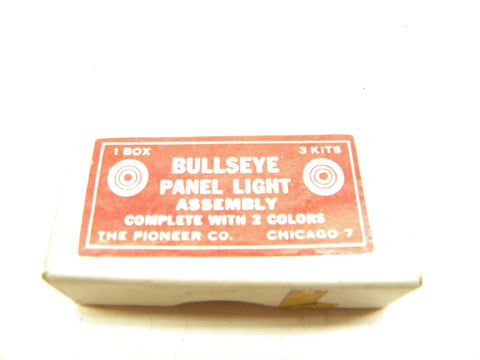 1 BOX 3 KITS
BULLSEYE
PANEL LIGHT
ASSEMBLY
COMPLETE WITH 2 COLORS
THE PIONEER CO. CHICAGO 7